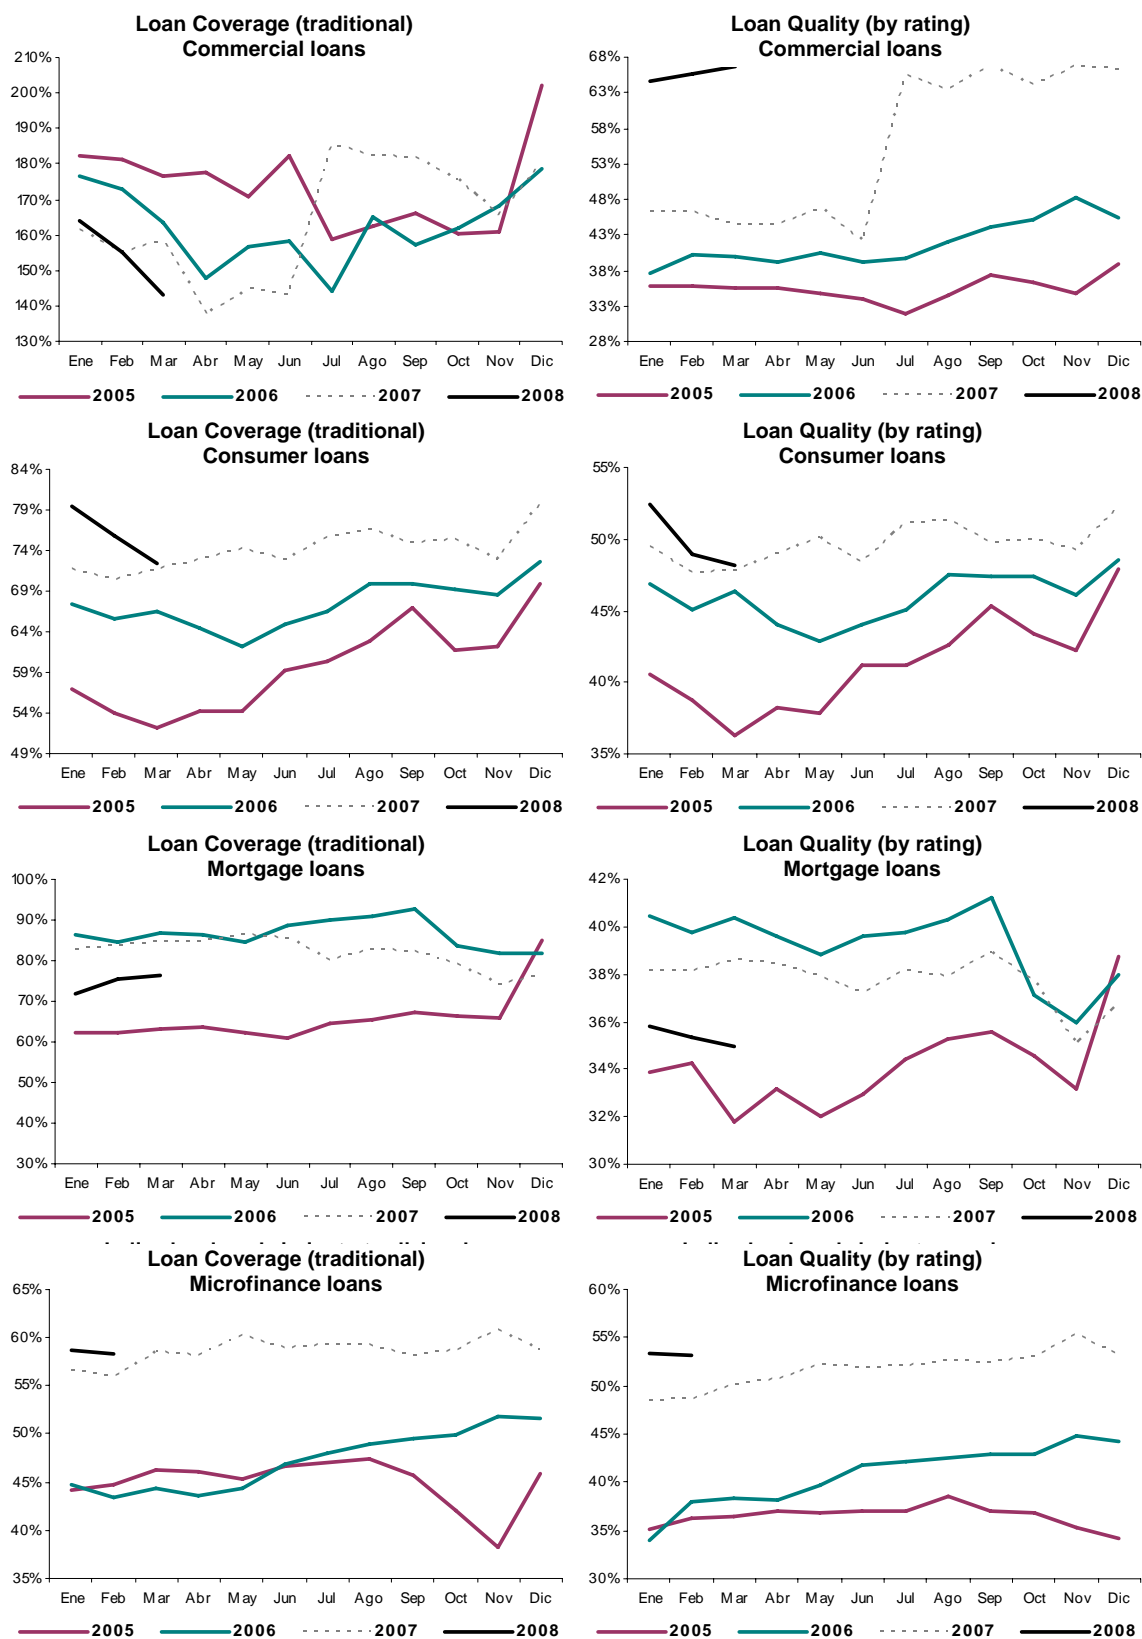 Loan Coverage (traditional)
Commercial loans
210%
200%
190%
180%
170%
160%
150%
140%
130%
Ene Feb Mar Abr May Jun Jul Ago Sep Oct Nov Dic
2005 2006 2007 2008
Loan Quality (by rating)
Commercial loans
68%
63%
58%
53%
48%
43%
38%
33%
28%
Ene Feb Mar Abr May Jun Jul Ago Sep Oct Nov Dic
2005 2006 2007 2008
Loan Coverage (traditional)
Consumer loans
84%
79%
74%
69%
64%
59%
54%
49%
Ene Feb Mar Abr May Jun Jul Ago Sep Oct Nov Dic
2005 2006 2007 2008
Loan Quality (by rating)
Consumer loans
55%
50%
45%
40%
35%
Ene Feb Mar Abr May Jun Jul Ago Sep Oct Nov Dic
2005 2006 2007 2008
Loan Coverage (traditional)
Mortgage loans
100%
90%
80%
70%
60%
50%
40%
30%
Ene Feb Mar Abr May Jun Jul Ago Sep Oct Nov Dic
2005 2006 2007 2008
Loan Quality (by rating)
Mortgage loans
42%
40%
38%
36%
34%
32%
30%
Ene Feb Mar Abr May Jun Jul Ago Sep Oct Nov Dic
2005 2006 2007 2008
Loan Coverage (traditional)
Microfinance loans
65%
60%
55%
50%
45%
40%
35%
Ene Feb Mar Abr May Jun Jul Ago Sep Oct Nov Dic
2005 2006 2007 2008
Loan Quality (by rating)
Microfinance loans
60%
55%
50%
45%
40%
35%
30%
Ene Feb Mar Abr May Jun Jul Ago Sep Oct Nov Dic
2005 2006 2007 2008